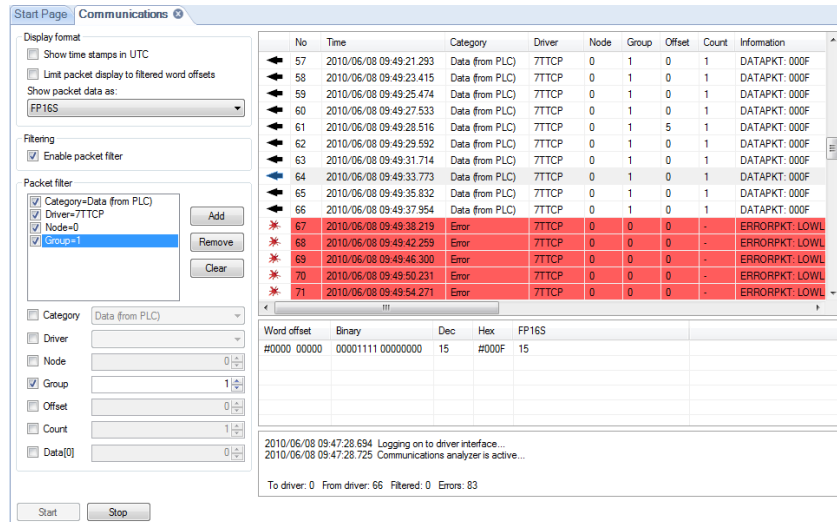 Start Page Communications
Display format
Show time stamps in UTC
Limit packet display to filtered word offsets
Show packet data as:
FP16S
Filtering
Enable packet filter
Packet filter
Category=Data (from PLC)
Driver=7TTCP
Node=0
Group=1
Add
Remove
Clear
Category Data (from PLC)
Driver
Node 0
Group 1
Offset 0
Count 1
Data[0] 0
Start Stop
No Time Category Driver Node Group Offset Count Information
57 2010/06/08 09:49:21.293 Data (from PLC) 7TTCP 0 1 0 1 DATAPKT: 000F
58 2010/06/08 09:49:23.415 Data (from PLC) 7TTCP 0 1 0 1 DATAPKT: 000F
59 2010/06/08 09:49:25.474 Data (from PLC) 7TTCP 0 1 0 1 DATAPKT: 000F
60 2010/06/08 09:49:27.533 Data (from PLC) 7TTCP 0 1 0 1 DATAPKT: 000F
61 2010/06/08 09:49:28.516 Data (from PLC) 7TTCP 0 1 5 1 DATAPKT: 000F
62 2010/06/08 09:49:29.592 Data (from PLC) 7TTCP 0 1 0 1 DATAPKT: 000F
63 2010/06/08 09:49:31.714 Data (from PLC) 7TTCP 0 1 0 1 DATAPKT: 000F
64 2010/06/08 09:49:33.773 Data (from PLC) 7TTCP 0 1 0 1 DATAPKT: 000F
65 2010/06/08 09:49:35.832 Data (from PLC) 7TTCP 0 1 0 1 DATAPKT: 000F
66 2010/06/08 09:49:37.954 Data (from PLC) 7TTCP 0 1 0 1 DATAPKT: 000F
67 2010/06/08 09:49:38.219 Error 7TTCP 0 0 0 - ERRORPKT: LOWL
68 2010/06/08 09:49:42.259 Error 7TTCP 0 0 0 - ERRORPKT: LOWL
69 2010/06/08 09:49:46.300 Error 7TTCP 0 0 0 - ERRORPKT: LOWL
70 2010/06/08 09:49:50.231 Error 7TTCP 0 0 0 - ERRORPKT: LOWL
71 2010/06/08 09:49:54.271 Error 7TTCP 0 0 0 - ERRORPKT: LOWL
Word offset Binary Dec Hex FP16S
#0000 00000 00001111 00000000 15 #000F 15
2010/06/08 09:47:28.694 Logging on to driver interface...
2010/06/08 09:47:28.725 Communications analyzer is active...
To driver: 0 From driver: 66 Filtered: 0 Errors: 83